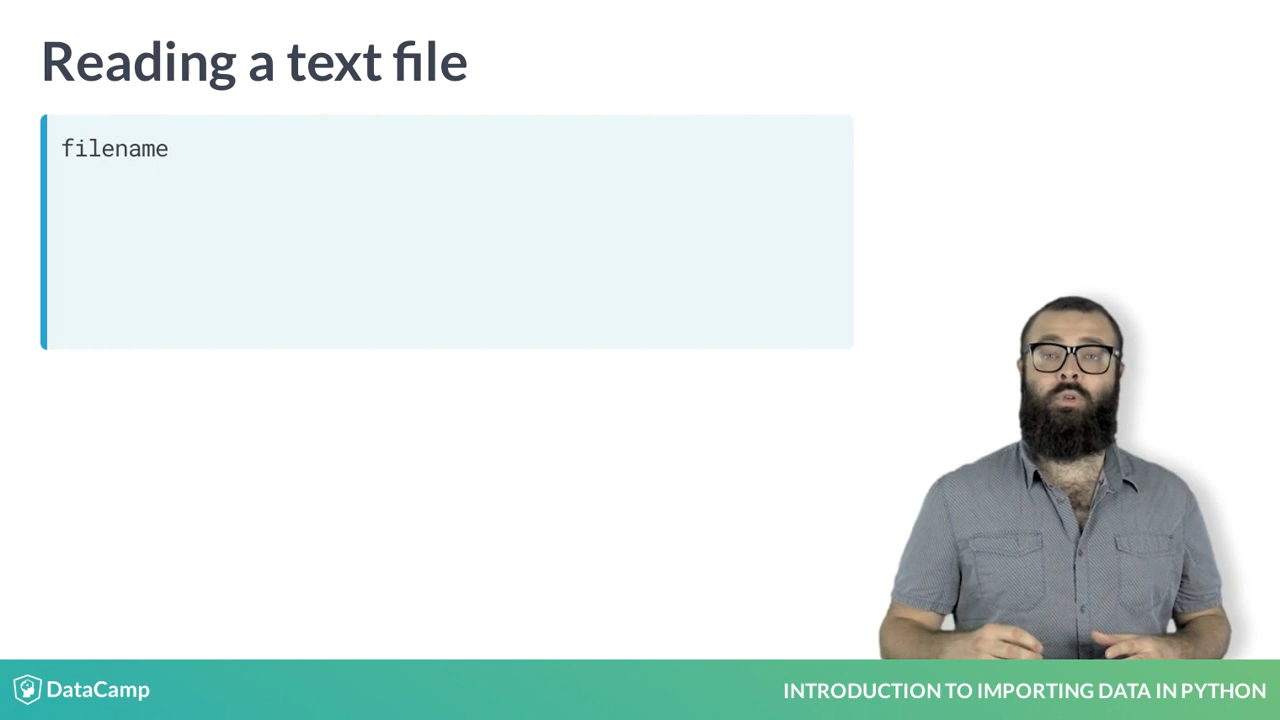 Reading a text file
filename
DataCamp
INTRODUCTION TO IMPORTING DATA IN PYTHON